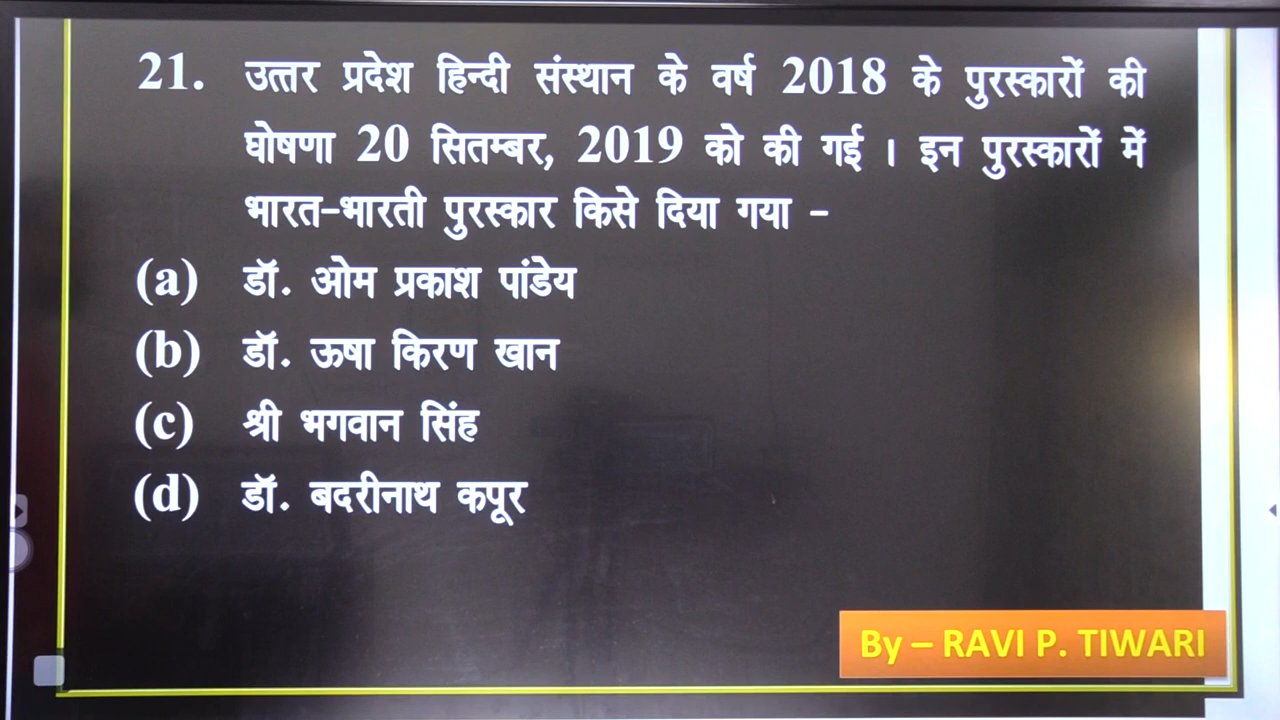 21. उत्तर प्रदेश हिन्दी संस्थान के वर्ष 2018 के पुरस्कारों की
घोषणा 20 सितम्बर, 2019 को की गई । इन पुरस्कारों में
भारत-भारती पुरस्कार किसे दिया गया -
(a) डॉ. ओम प्रकाश पांडेय
(b) डॉ. ऊषा किरण खान
(c) श्री भगवान सिंह
(d) डॉ. बदरीनाथ कपूर
By – RAVI P. TIWARI